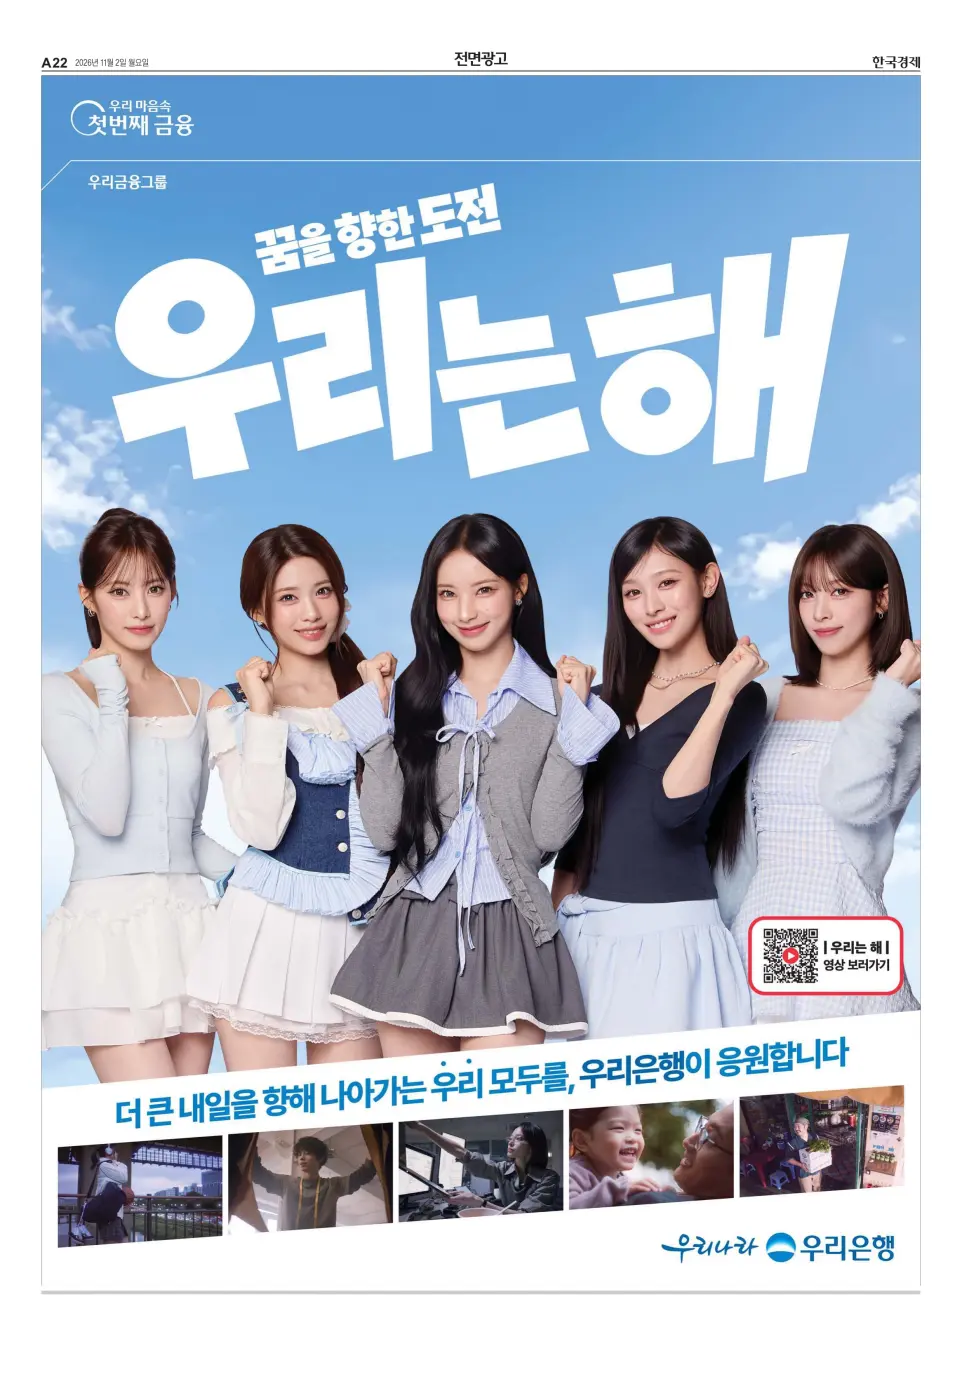 A22 2026년 11월 2일 월요일
전면광고
한국경제
우리 마음속
첫번째 금융
우리금융그룹
꿈을 향한 도전
우리는해
| 우리는 해 |
영상 보러가기
더 큰 내일을 향해 나아가는 우리 모두를, 우리은행이 응원합니다
우리나라 우리은행